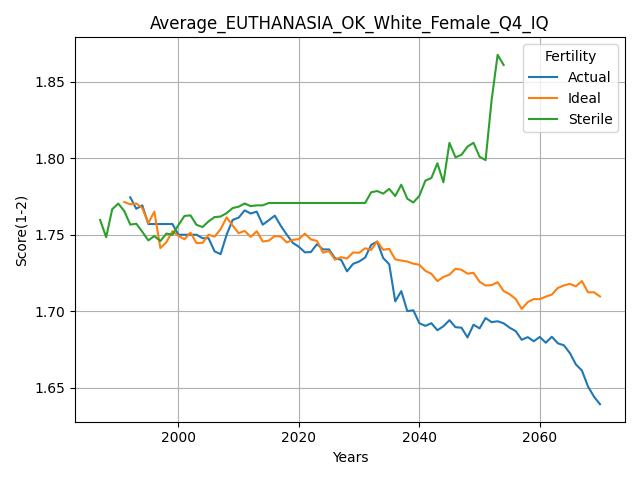 Average_EUTHANASIA_OK_White_Female_Q4_IQ
Fertility
Actual
Ideal
Sterile
Score(1-2)
1.85
1.80
1.75
1.70
1.65
2000 2020 2040 2060
Years